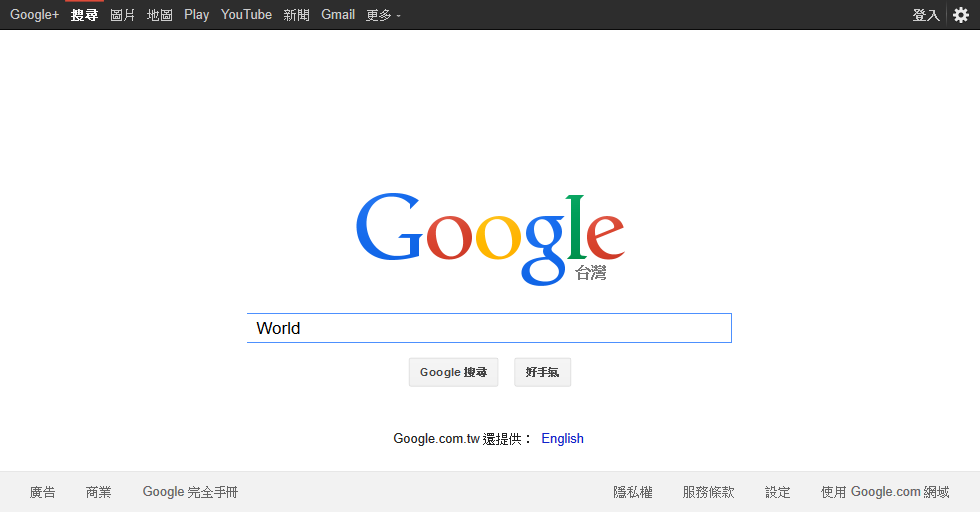 Google+ 搜尋 圖片 地圖 Play YouTube 新聞 Gmail 更多 登入
Google
台灣
World
Google 搜尋 好手氣
Google.com.tw 還提供： English
廣告 商業 Google 完全手冊 隱私權 服務條款 設定 使用 Google.com 網域